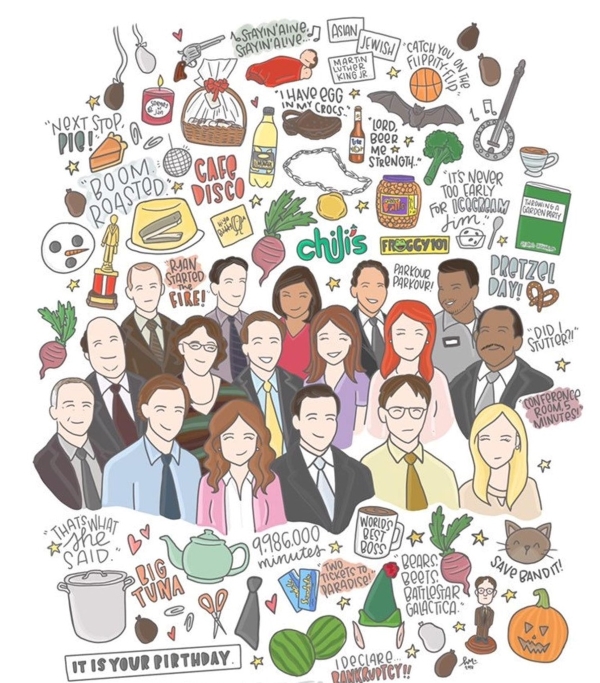 STAYIN' ALIVE
STAYIN' ALIVE...
ASIAN
JEWISH
MARTIN
LUTHER
KING JR.
"CATCH YOU ON THE
FLIPPITY-FLIP."
"I HAVE EGG
IN MY CROCS."
"NEXT STOP,
PIE!"
"LORD,
BEER
ME
STRENGTH."
"BOOM
ROASTED."
CAFE
DISCO
"IT'S NEVER
TOO EARLY
FOR ICE CREAM
Jim."
THROWING A
GARDEN PARTY
chili's
FROGGY 101
RYAN
STARTED
the
FIRE!
PARKOUR
PARKOUR!
PRETZEL
DAY!
"DID I
STUTTER?!"
"CONFERENCE
ROOM, 5
MINUTES!"
"THAT'S WHAT
she
SAID."
9,986,000
minutes
WORLD'S
BEST
BOSS
SAVE BANDIT!
BIG
TUNA
"TWO
TICKETS TO
PARADISE!"
"BEARS.
BEETS.
BATTLESTAR
GALACTICA."
IT IS YOUR BIRTHDAY.
I DECLARE...
BANKRUPTCY!!